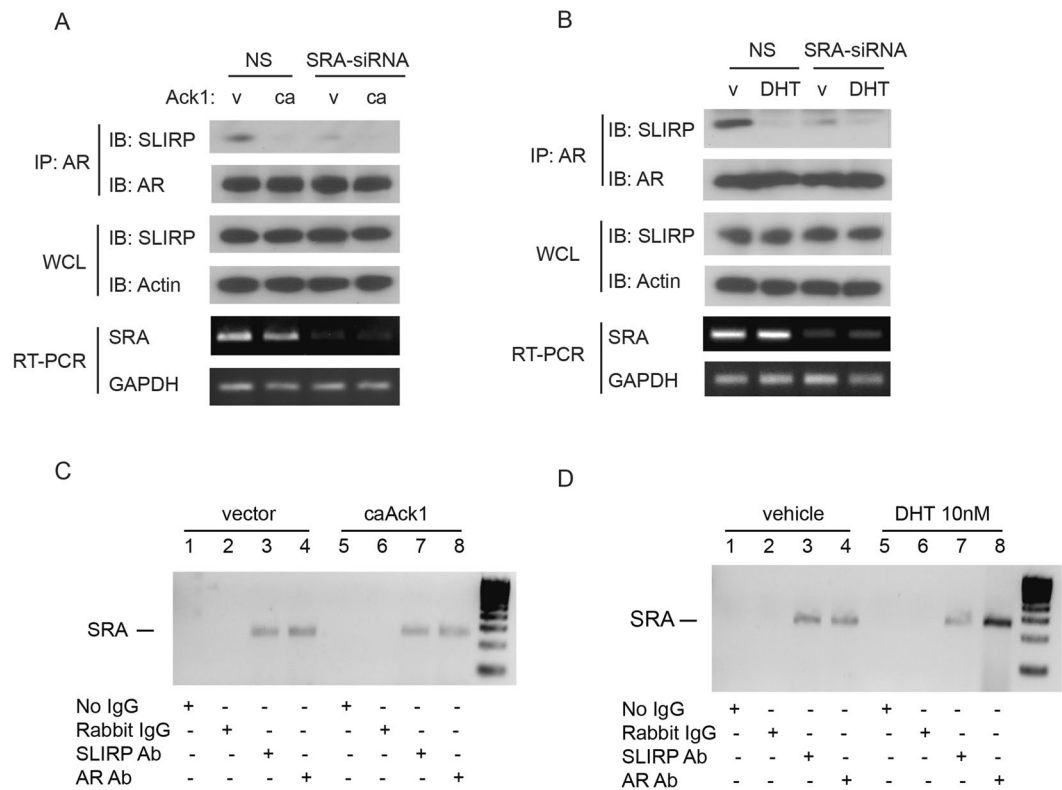 A
NS SRA-siRNA
Ack1: v ca v ca
IP: AR
IB: SLIRP
IB: AR
WCL
IB: SLIRP
IB: Actin
RT-PCR
SRA
GAPDH
B
NS SRA-siRNA
v DHT v DHT
IP: AR
IB: SLIRP
IB: AR
WCL
IB: SLIRP
IB: Actin
RT-PCR
SRA
GAPDH
C
vector caAck1
1 2 3 4 5 6 7 8
SRA —
No IgG + - - - + - - -
Rabbit IgG - + - - - + - -
SLIRP Ab - - + - - - + -
AR Ab - - - + - - - +
D
vehicle DHT 10nM
1 2 3 4 5 6 7 8
SRA —
No IgG + - - - + - - -
Rabbit IgG - + - - - + - -
SLIRP Ab - - + - - - + -
AR Ab - - - + - - - +